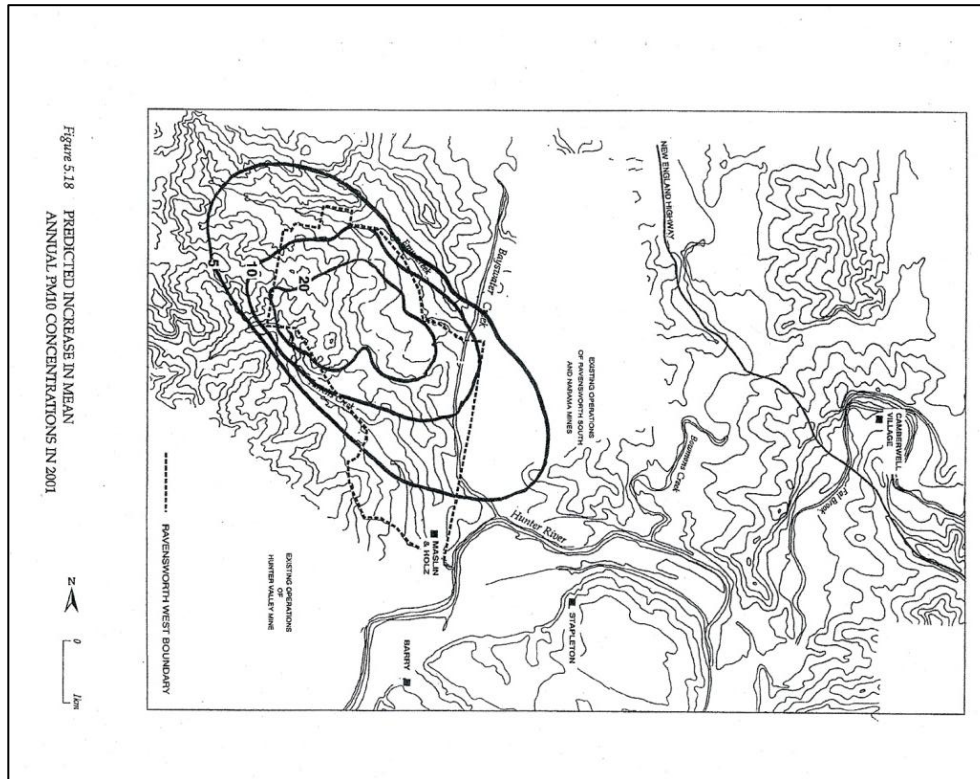 NEW ENGLAND HIGHWAY
CAMBERWELL
VILLAGE
Bayswater Creek
EXISTING OPERATIONS
OF RAVENSWORTH SOUTH
AND NARAMA MINES
Bowmans Creek
Hunter River
STAPLETON
MASLIN
& HOLZ
BARRY
5
10
20
EXISTING OPERATIONS
OF
HUNTER VALLEY MINE
RAVENSWORTH WEST BOUNDARY
Figure 5.18 PREDICTED INCREASE IN MEAN
ANNUAL PM10 CONCENTRATIONS IN 2001
N
0 1km